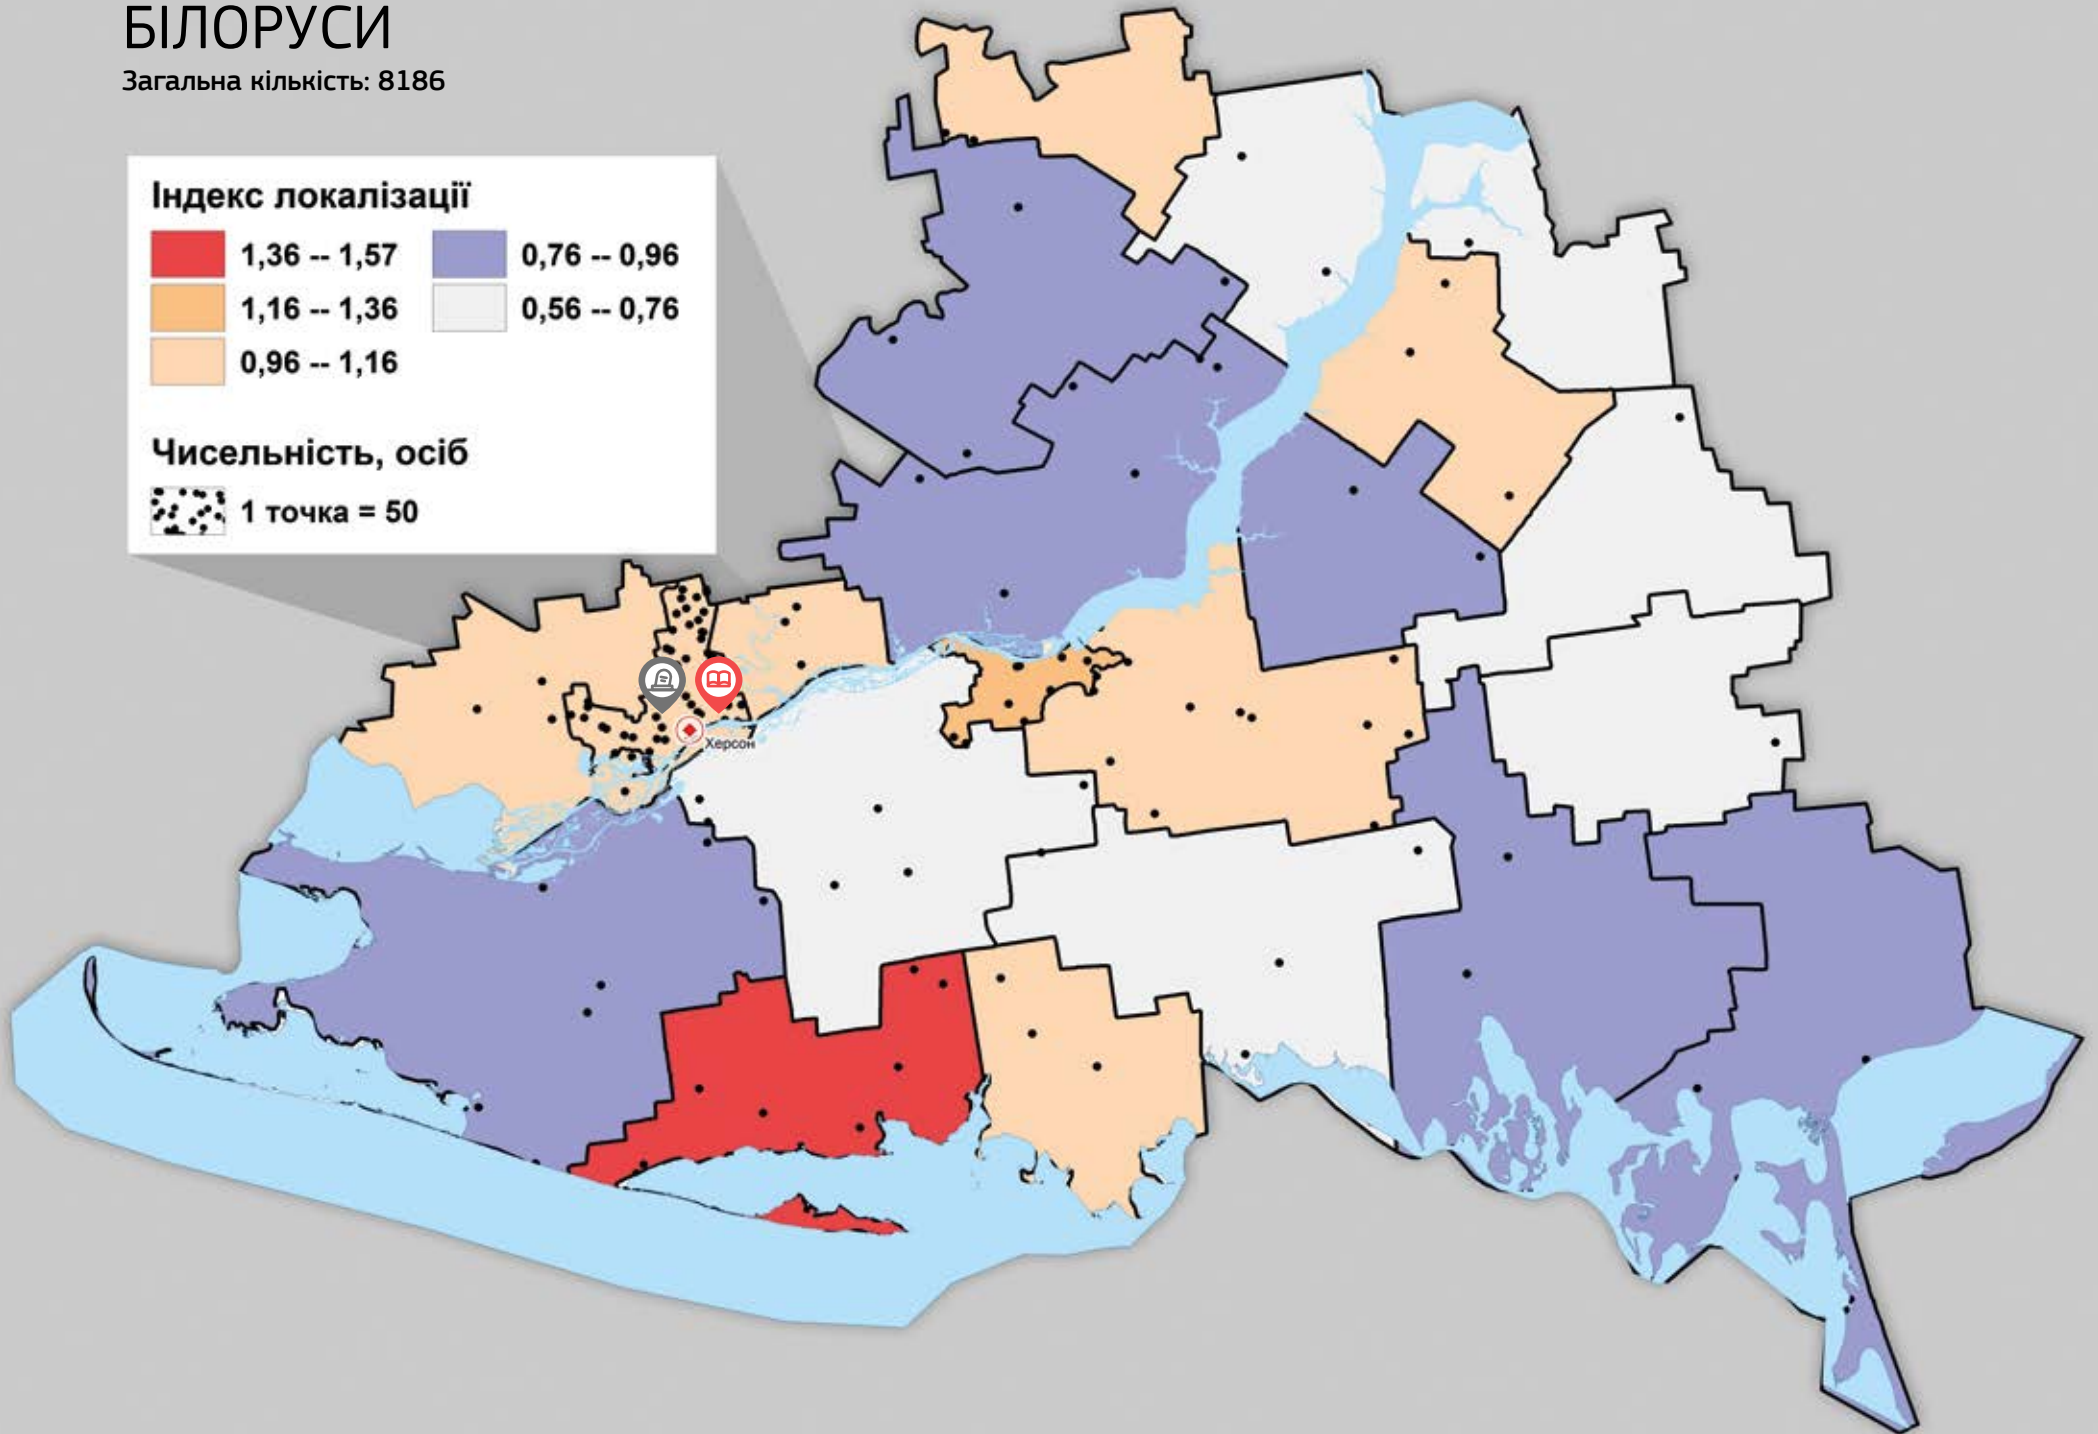 БІЛОРУСИ
Загальна кількість: 8186
Індекс локалізації
1,36 -- 1,57
0,76 -- 0,96
1,16 -- 1,36
0,56 -- 0,76
0,96 -- 1,16
Чисельність, осіб
1 точка = 50
Херсон